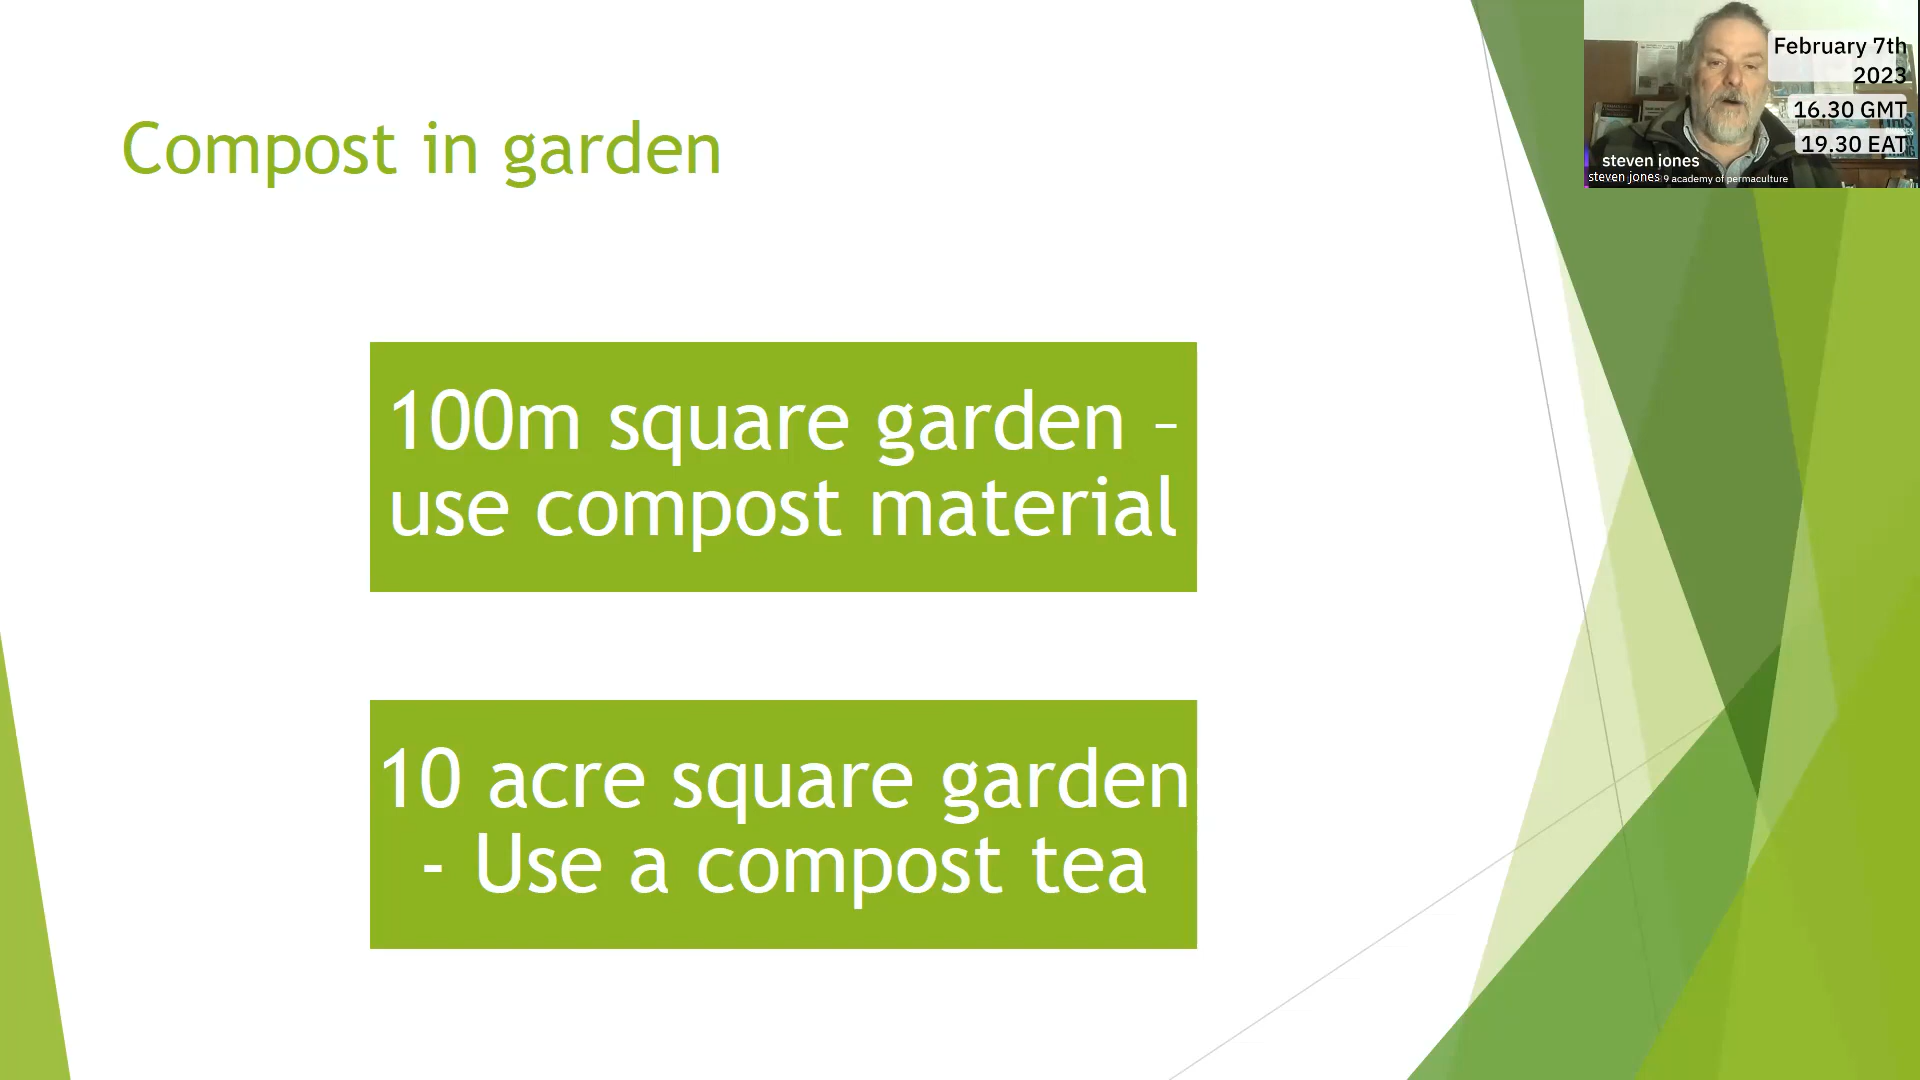 Compost in garden
100m square garden –
use compost material
10 acre square garden
- Use a compost tea
February 7th
2023
16.30 GMT
19.30 EAT
steven jones
steven jones
9 academy of permaculture